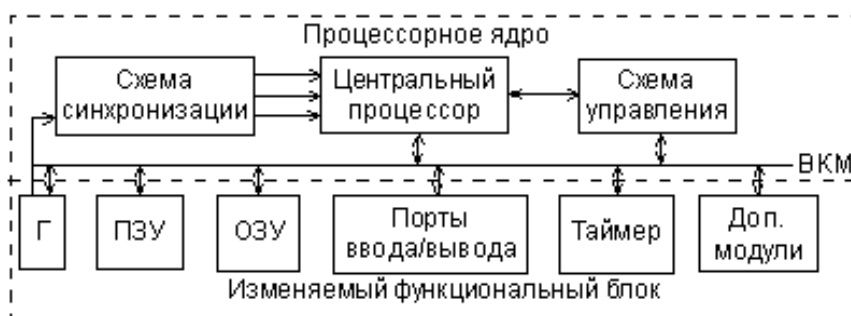 Процессорное ядро
Схема
синхронизации
Центральный
процессор
Схема
управления
ВКМ
Г
ПЗУ
ОЗУ
Порты
ввода/вывода
Таймер
Доп.
модули
Изменяемый функциональный блок